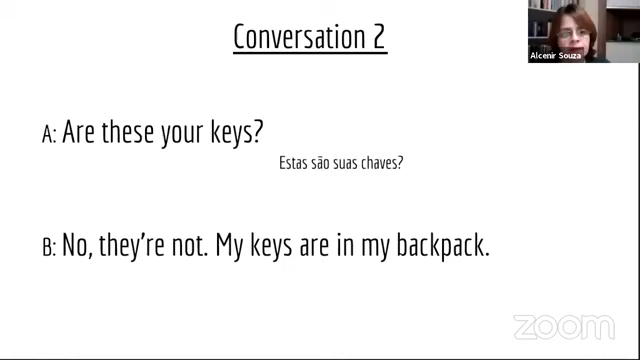 Conversation 2
Alcenir Souza
A: Are these your keys?
Estas são suas chaves?
B: No, they're not. My keys are in my backpack.
zoom